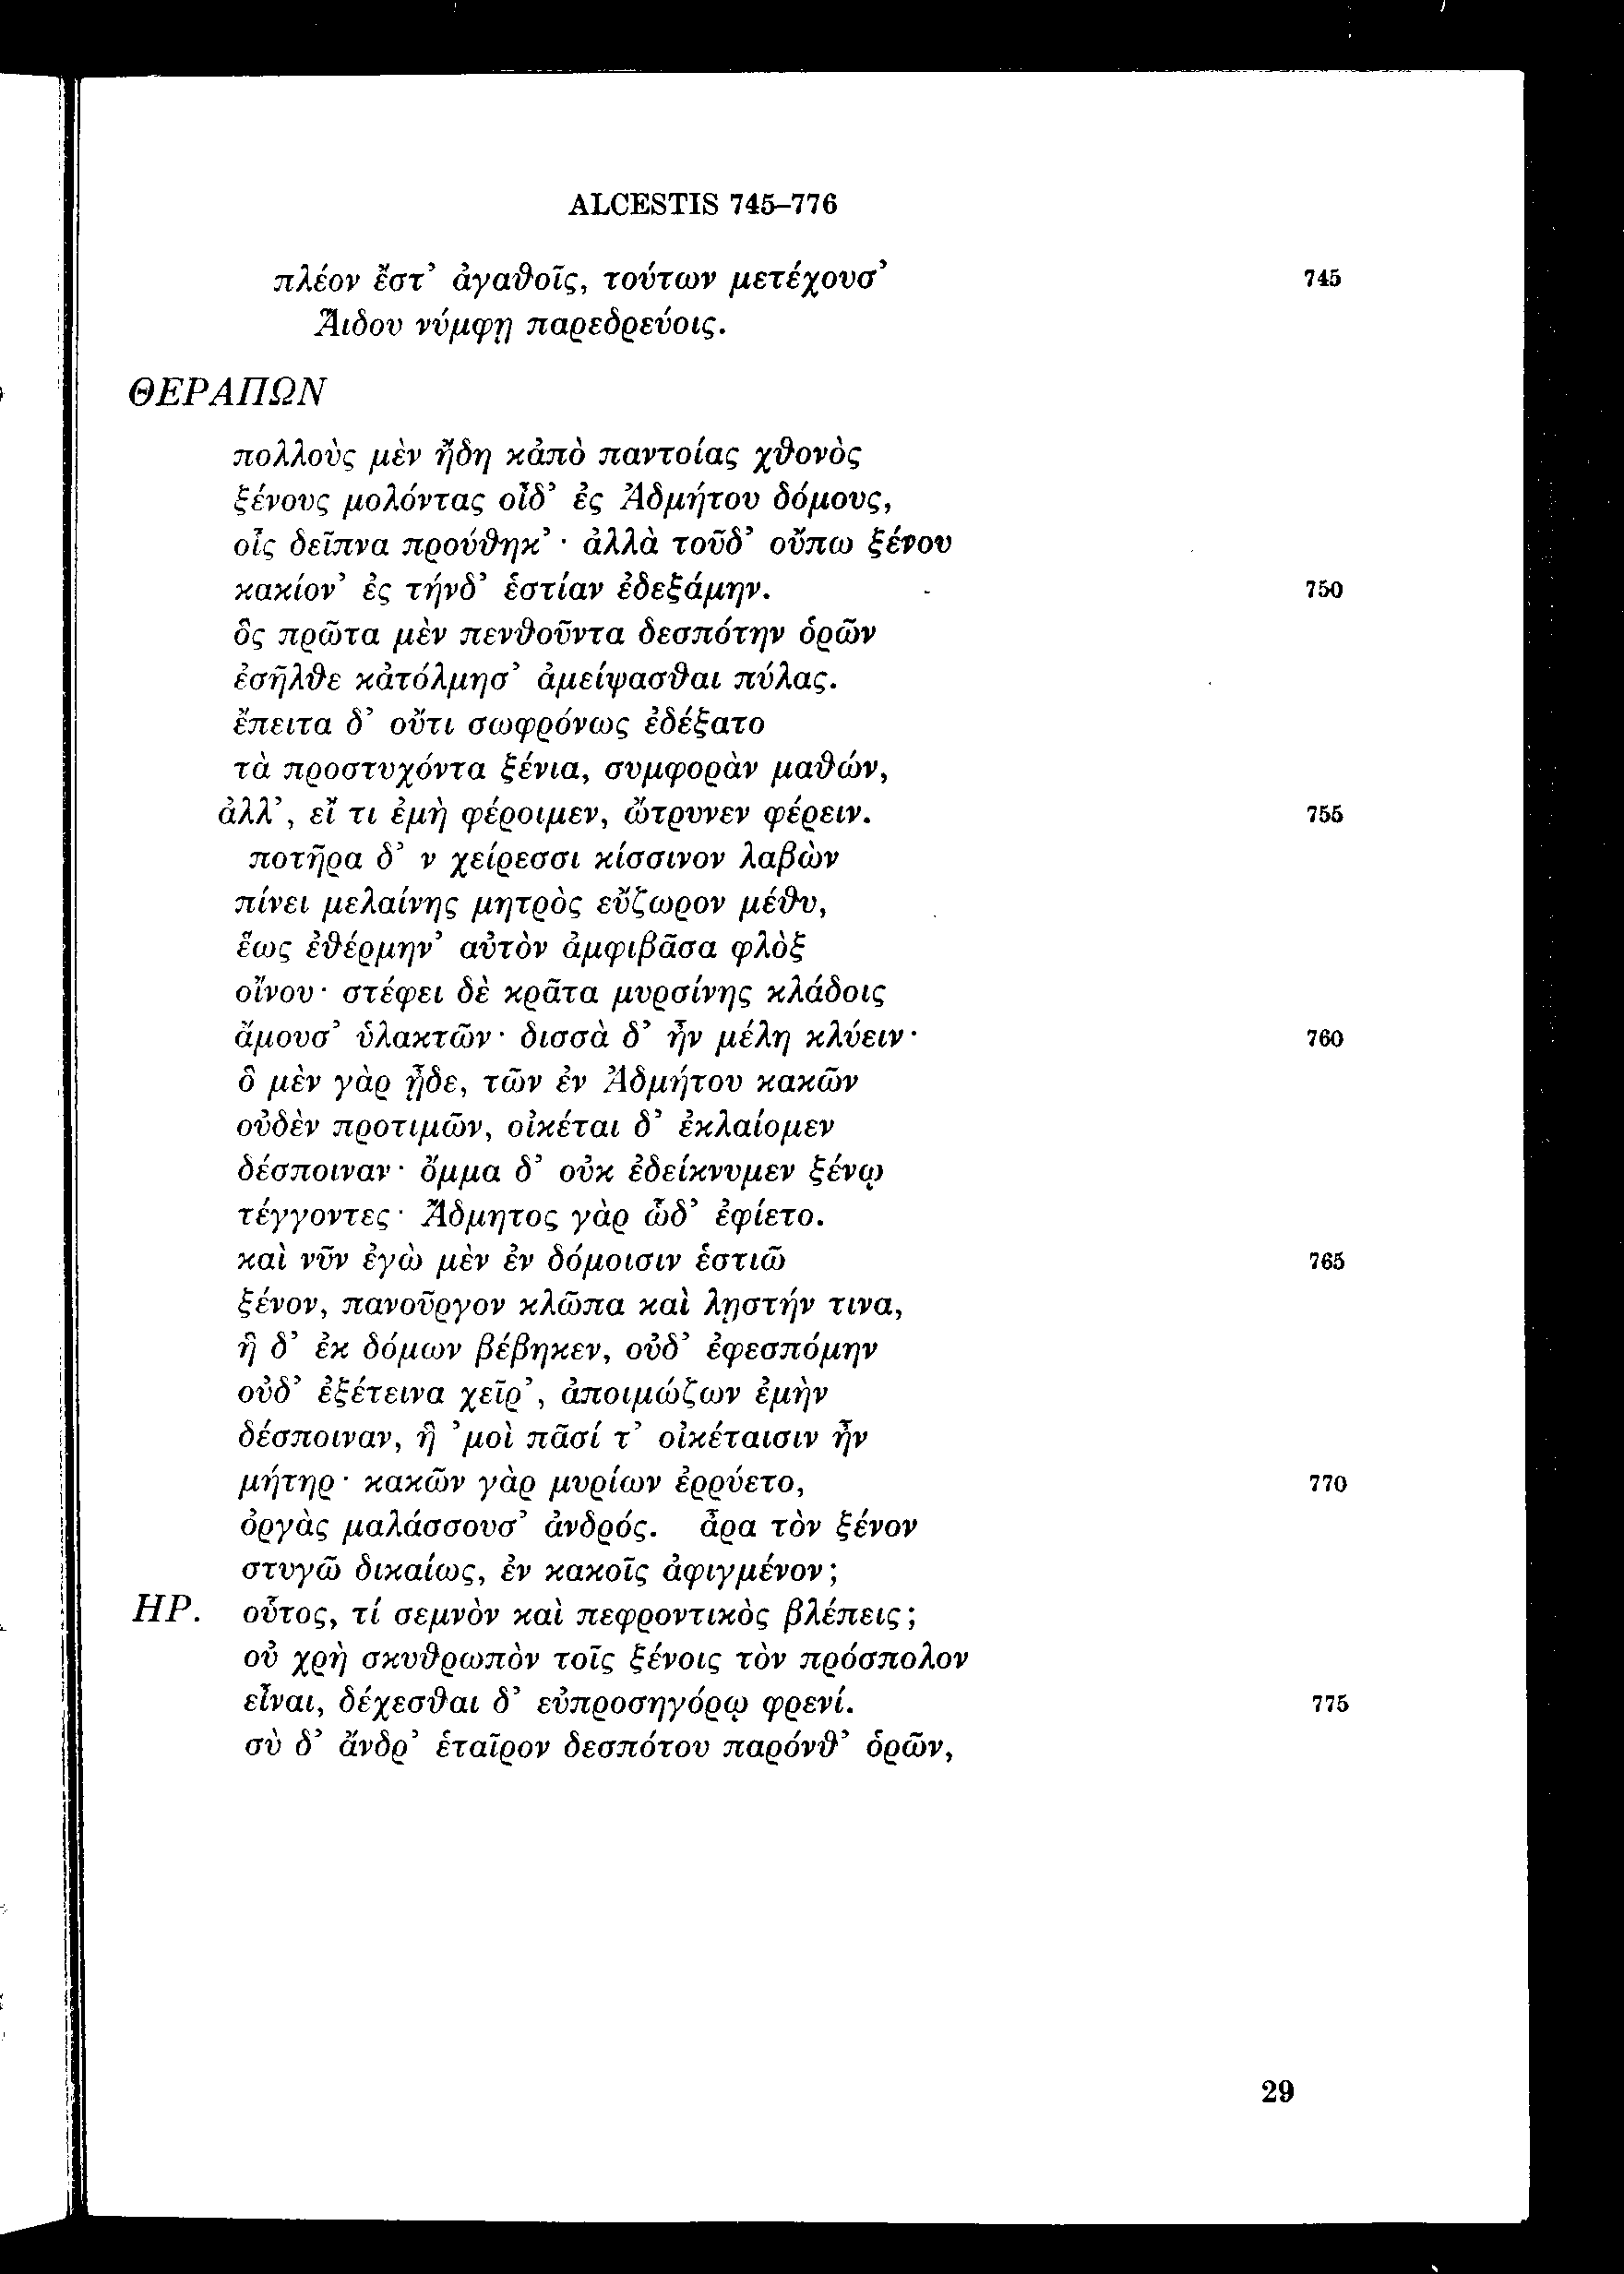 ALCESTIS 745–776
πλέον ἔστ’ ἀγαθοῖς, τούτων μετέχουσ’ 745
Ἅιδου νύμφῃ παρεδρεύοις.
ΘΕΡΑΠΩΝ
πολλοὺς μὲν ἤδη κἀπὸ παντοίας χθονὸς
ξένους μολόντας οἶδ’ ἐς Ἀδμήτου δόμους,
οἷς δεῖπνα προύθηκ’· ἀλλὰ τοῦδ’ οὔπω ξένου
κακίον’ ἐς τήνδ’ ἑστίαν ἐδεξάμην. 750
ὃς πρῶτα μὲν πενθοῦντα δεσπότην ὁρῶν
ἐσῆλθε κἀτόλμησ’ ἀμείψασθαι πύλας.
ἔπειτα δ’ οὔτι σωφρόνως ἐδέξατο
τὰ προστυχόντα ξένια, συμφορὰν μαθών,
ἀλλ’, εἴ τι ἐμὴ φέροιμεν, ὤτρυνεν φέρειν. 755
ποτῆρα δ’ ν χείρεσσι κίσσινον λαβὼν
πίνει μελαίνης μητρὸς εὔζωρον μέθυ,
ἕως ἐθέρμην’ αὐτὸν ἀμφιβᾶσα φλὸξ
οἴνου· στέφει δὲ κρᾶτα μυρσίνης κλάδοις
ἄμουσ’ ὑλακτῶν· δισσὰ δ’ ἦν μέλη κλύειν· 760
ὃ μὲν γὰρ ᾖδε, τῶν ἐν Ἀδμήτου κακῶν
οὐδὲν προτιμῶν, οἰκέται δ’ ἐκλαίομεν
δέσποιναν· ὄμμα δ’ οὐκ ἐδείκνυμεν ξένῳ
τέγγοντες· Ἄδμητος γὰρ ὧδ’ ἐφίετο.
καὶ νῦν ἐγὼ μὲν ἐν δόμοισιν ἑστιῶ 765
ξένον, πανοῦργον κλῶπα καὶ λῃστήν τινα,
ἣ δ’ ἐκ δόμων βέβηκεν, οὐδ’ ἐφεσπόμην
οὐδ’ ἐξέτεινα χεῖρ’, ἀποιμώζων ἐμὴν
δέσποιναν, ἣ ’μοὶ πᾶσί τ’ οἰκέταισιν ἦν
μήτηρ· κακῶν γὰρ μυρίων ἐρρύετο, 770
ὀργὰς μαλάσσουσ’ ἀνδρός. ἆρα τὸν ξένον
στυγῶ δικαίως, ἐν κακοῖς ἀφιγμένον;
ΗΡ. οὗτος, τί σεμνὸν καὶ πεφροντικὸς βλέπεις;
οὐ χρὴ σκυθρωπὸν τοῖς ξένοις τὸν πρόσπολον
εἶναι, δέχεσθαι δ’ εὐπροσηγόρῳ φρενί. 775
σὺ δ’ ἄνδρ’ ἑταῖρον δεσπότου παρόνθ’ ὁρῶν,
29